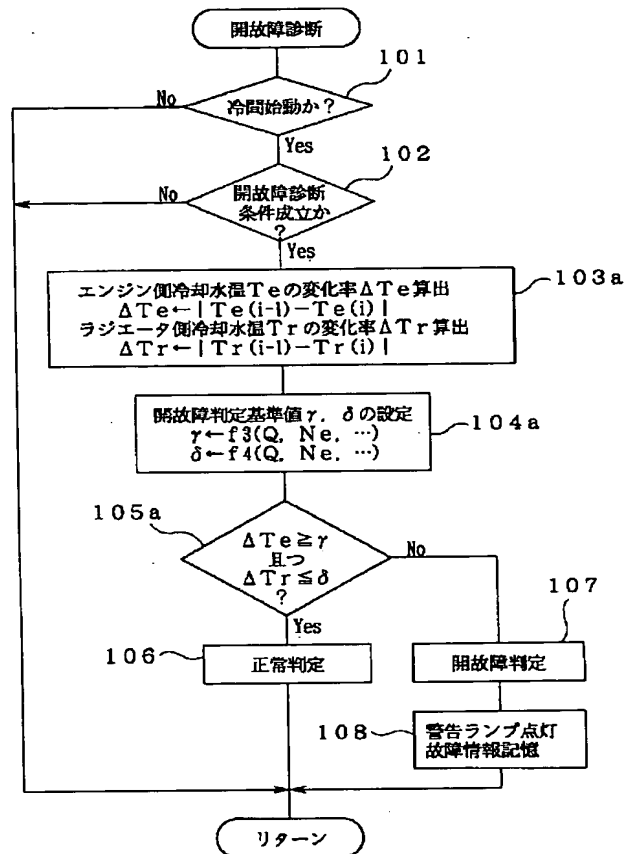 開故障診断
101
No
冷間始動か？
Yes
102
No
開故障診断
条件成立か
？
Yes
103a
エンジン側冷却水温Ｔｅの変化率ΔＴｅ算出
ΔＴｅ←｜Ｔｅ(i-1)－Ｔｅ(i)｜
ラジエータ側冷却水温Ｔｒの変化率ΔＴｒ算出
ΔＴｒ←｜Ｔｒ(i-1)－Ｔｒ(i)｜
104a
開故障判定基準値γ，δの設定
γ←ｆ3(Ｑ，Ｎｅ，…)
δ←ｆ4(Ｑ，Ｎｅ，…)
105a
ΔＴｅ≧γ
且つ
ΔＴｒ≦δ
？
No
Yes
106
正常判定
107
開故障判定
108
警告ランプ点灯
故障情報記憶
リターン